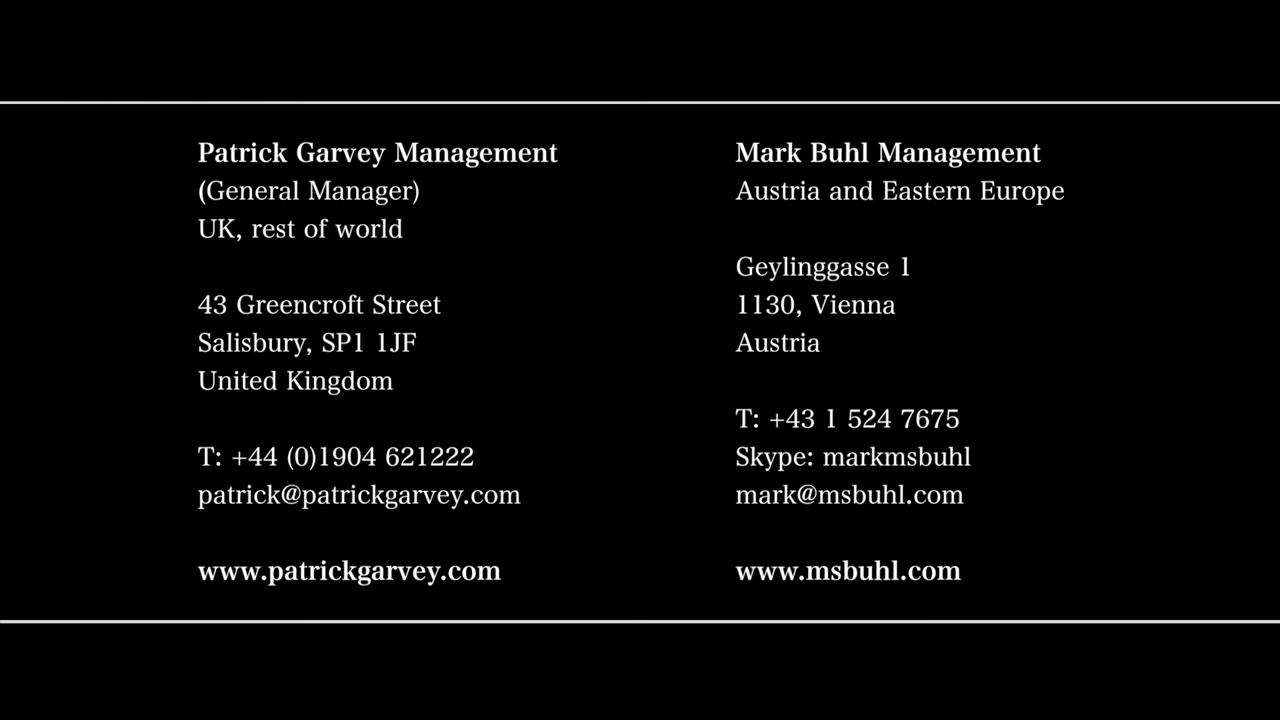 Patrick Garvey Management
(General Manager)
UK, rest of world
43 Greencroft Street
Salisbury, SP1 1JF
United Kingdom
T: +44 (0)1904 621222
patrick@patrickgarvey.com
www.patrickgarvey.com
Mark Buhl Management
Austria and Eastern Europe
Geylinggasse 1
1130, Vienna
Austria
T: +43 1 524 7675
Skype: markmsbuhl
mark@msbuhl.com
www.msbuhl.com